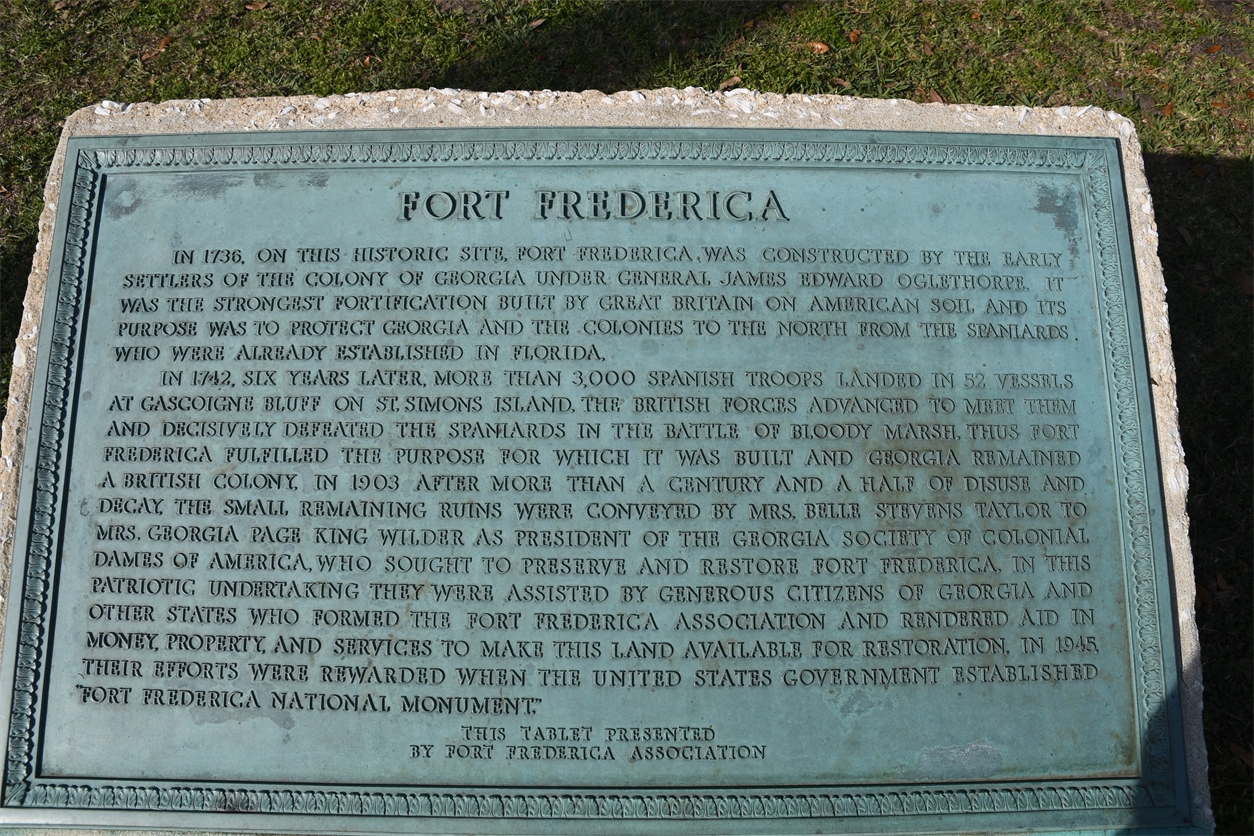 FORT FREDERICA
IN 1736, ON THIS HISTORIC SITE, FORT FREDERICA, WAS CONSTRUCTED BY THE EARLY
SETTLERS OF THE COLONY OF GEORGIA UNDER GENERAL JAMES EDWARD OGLETHORPE. IT
WAS THE STRONGEST FORTIFICATION BUILT BY GREAT BRITAIN ON AMERICAN SOIL AND ITS
PURPOSE WAS TO PROTECT GEORGIA AND THE COLONIES TO THE NORTH FROM THE SPANIARDS.
WHO WERE ALREADY ESTABLISHED IN FLORIDA.
IN 1742, SIX YEARS LATER, MORE THAN 3,000 SPANISH TROOPS LANDED IN 52 VESSELS
AT GASCOIGNE BLUFF ON ST. SIMONS ISLAND. THE BRITISH FORCES ADVANCED TO MEET THEM
AND DECISIVELY DEFEATED THE SPANIARDS IN THE BATTLE OF BLOODY MARSH. THUS FORT
FREDERICA FULFILLED THE PURPOSE FOR WHICH IT WAS BUILT AND GEORGIA REMAINED
A BRITISH COLONY. IN 1903 AFTER MORE THAN A CENTURY AND A HALF OF DISUSE AND
DECAY, THE SMALL REMAINING RUINS WERE CONVEYED BY MRS. BELLE STEVENS TAYLOR TO
MRS. GEORGIA PAGE KING WILDER AS PRESIDENT OF THE GEORGIA SOCIETY OF COLONIAL
DAMES OF AMERICA, WHO SOUGHT TO PRESERVE AND RESTORE FORT FREDERICA. IN THIS
PATRIOTIC UNDERTAKING THEY WERE ASSISTED BY GENEROUS CITIZENS OF GEORGIA AND
OTHER STATES WHO FORMED THE FORT FREDERICA ASSOCIATION AND RENDERED AID IN
MONEY, PROPERTY, AND SERVICES TO MAKE THIS LAND AVAILABLE FOR RESTORATION. IN 1945,
THEIR EFFORTS WERE REWARDED WHEN THE UNITED STATES GOVERNMENT ESTABLISHED
"FORT FREDERICA NATIONAL MONUMENT."
THIS TABLET PRESENTED
BY FORT FREDERICA ASSOCIATION